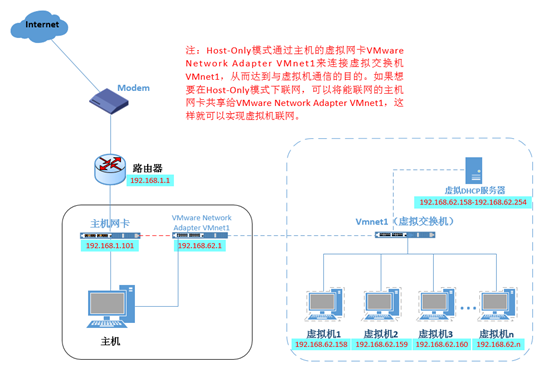 Internet
注：Host-Only模式通过主机的虚拟网卡VMware
Network Adapter VMnet1来连接虚拟交换机
VMnet1，从而达到与虚拟机通信的目的。如果想
要在Host-Only模式下联网，可以将能联网的主机
网卡共享给VMware Network Adapter VMnet1，这
样就可以实现虚拟机联网。
Modem
路由器
192.168.1.1
虚拟DHCP服务器
192.168.62.158-192.168.62.254
主机网卡
192.168.1.101
VMware Network
Adapter VMnet1
192.168.62.1
Vmnet1（虚拟交换机）
主机
虚拟机1
192.168.62.158
虚拟机2
192.168.62.159
虚拟机3
192.168.62.160
虚拟机n
192.168.62.n